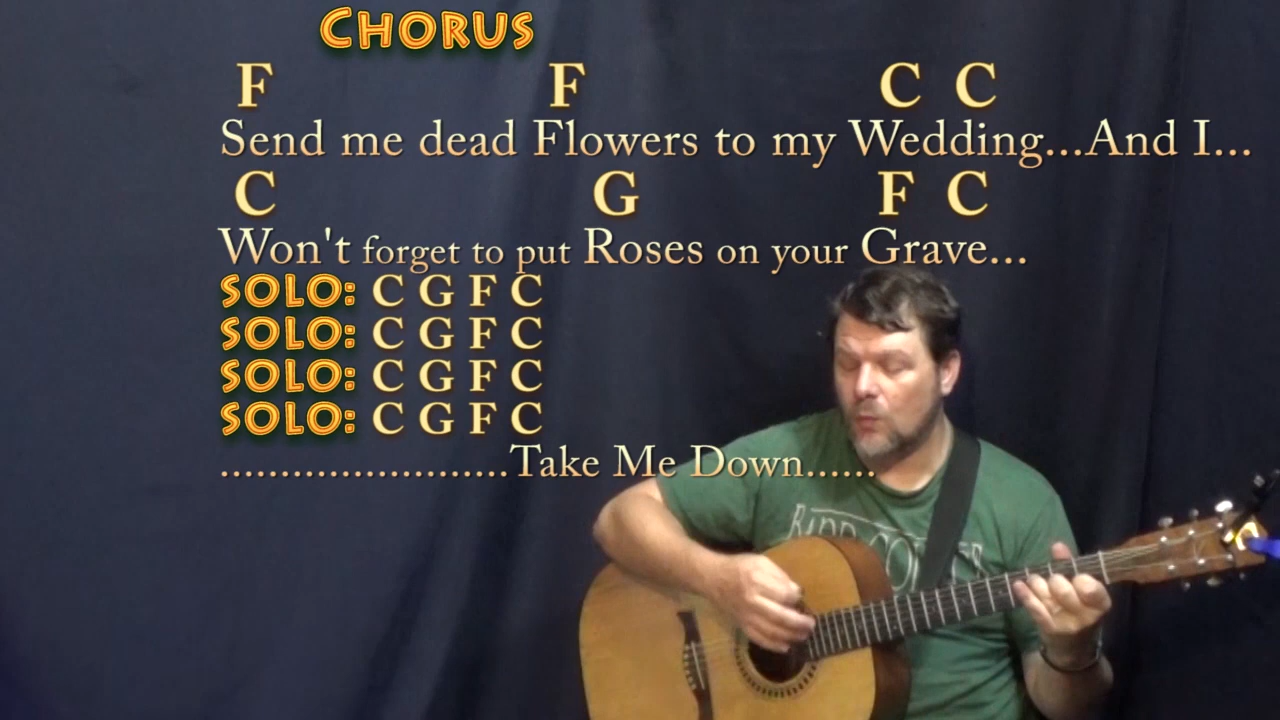 CHORUS
F F C C
Send me dead Flowers to my Wedding...And I...
C G F C
Won't forget to put Roses on your Grave...
SOLO: C G F C
SOLO: C G F C
SOLO: C G F C
SOLO: C G F C
.......................Take Me Down......